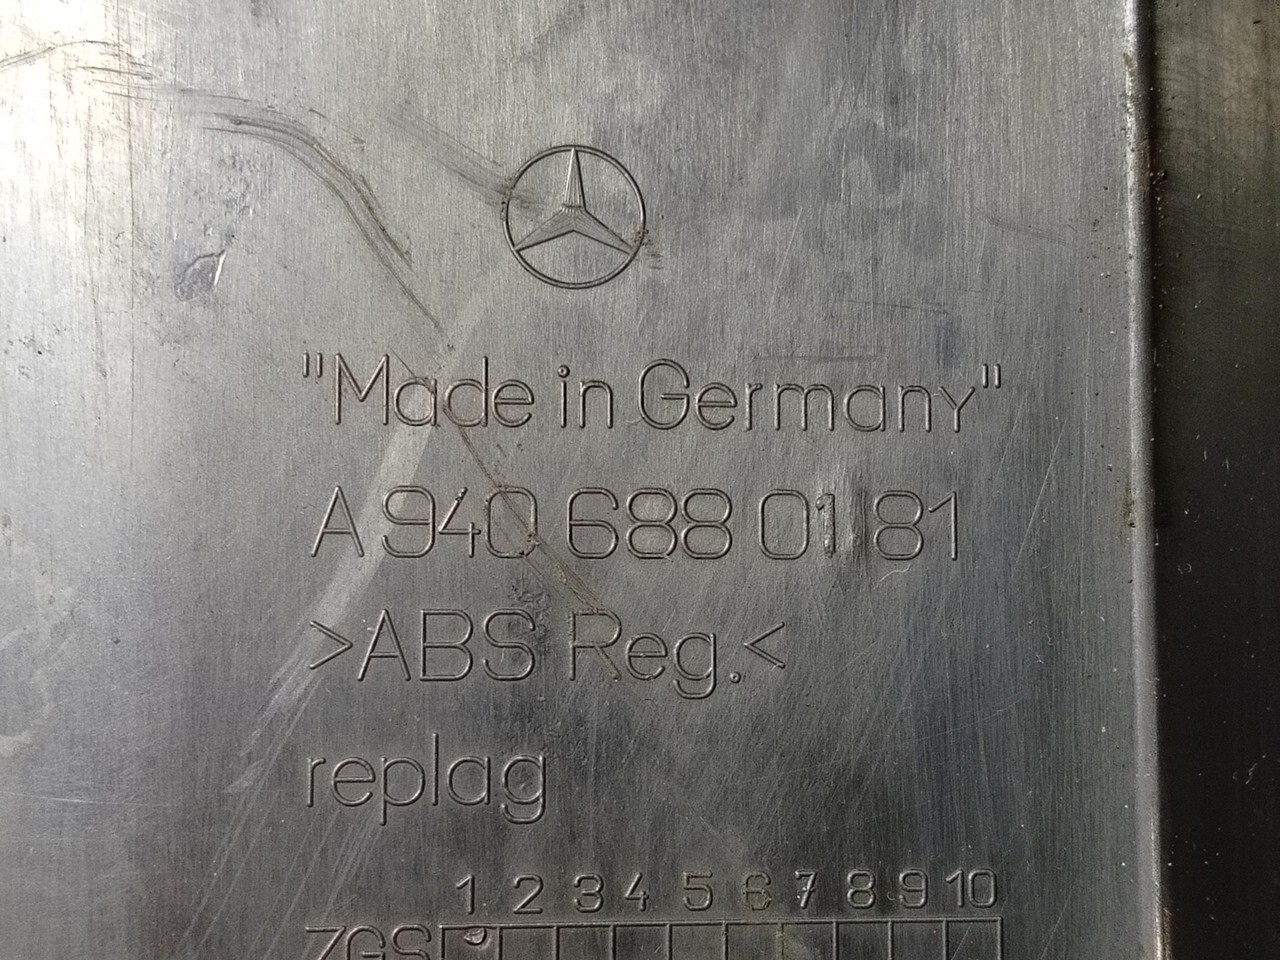 "Made in Germany"
A 940 688 01 81
>ABS Reg.<
replag
1 2 3 4 5 6 7 8 9 10
ZGS